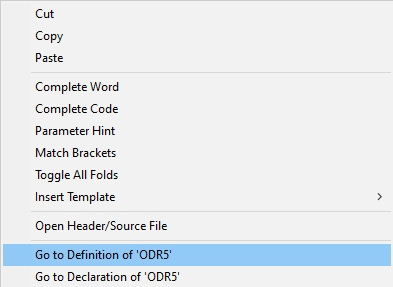 Cut
Copy
Paste
Complete Word
Complete Code
Parameter Hint
Match Brackets
Toggle All Folds
Insert Template
Open Header/Source File
Go to Definition of 'ODR5'
Go to Declaration of 'ODR5'